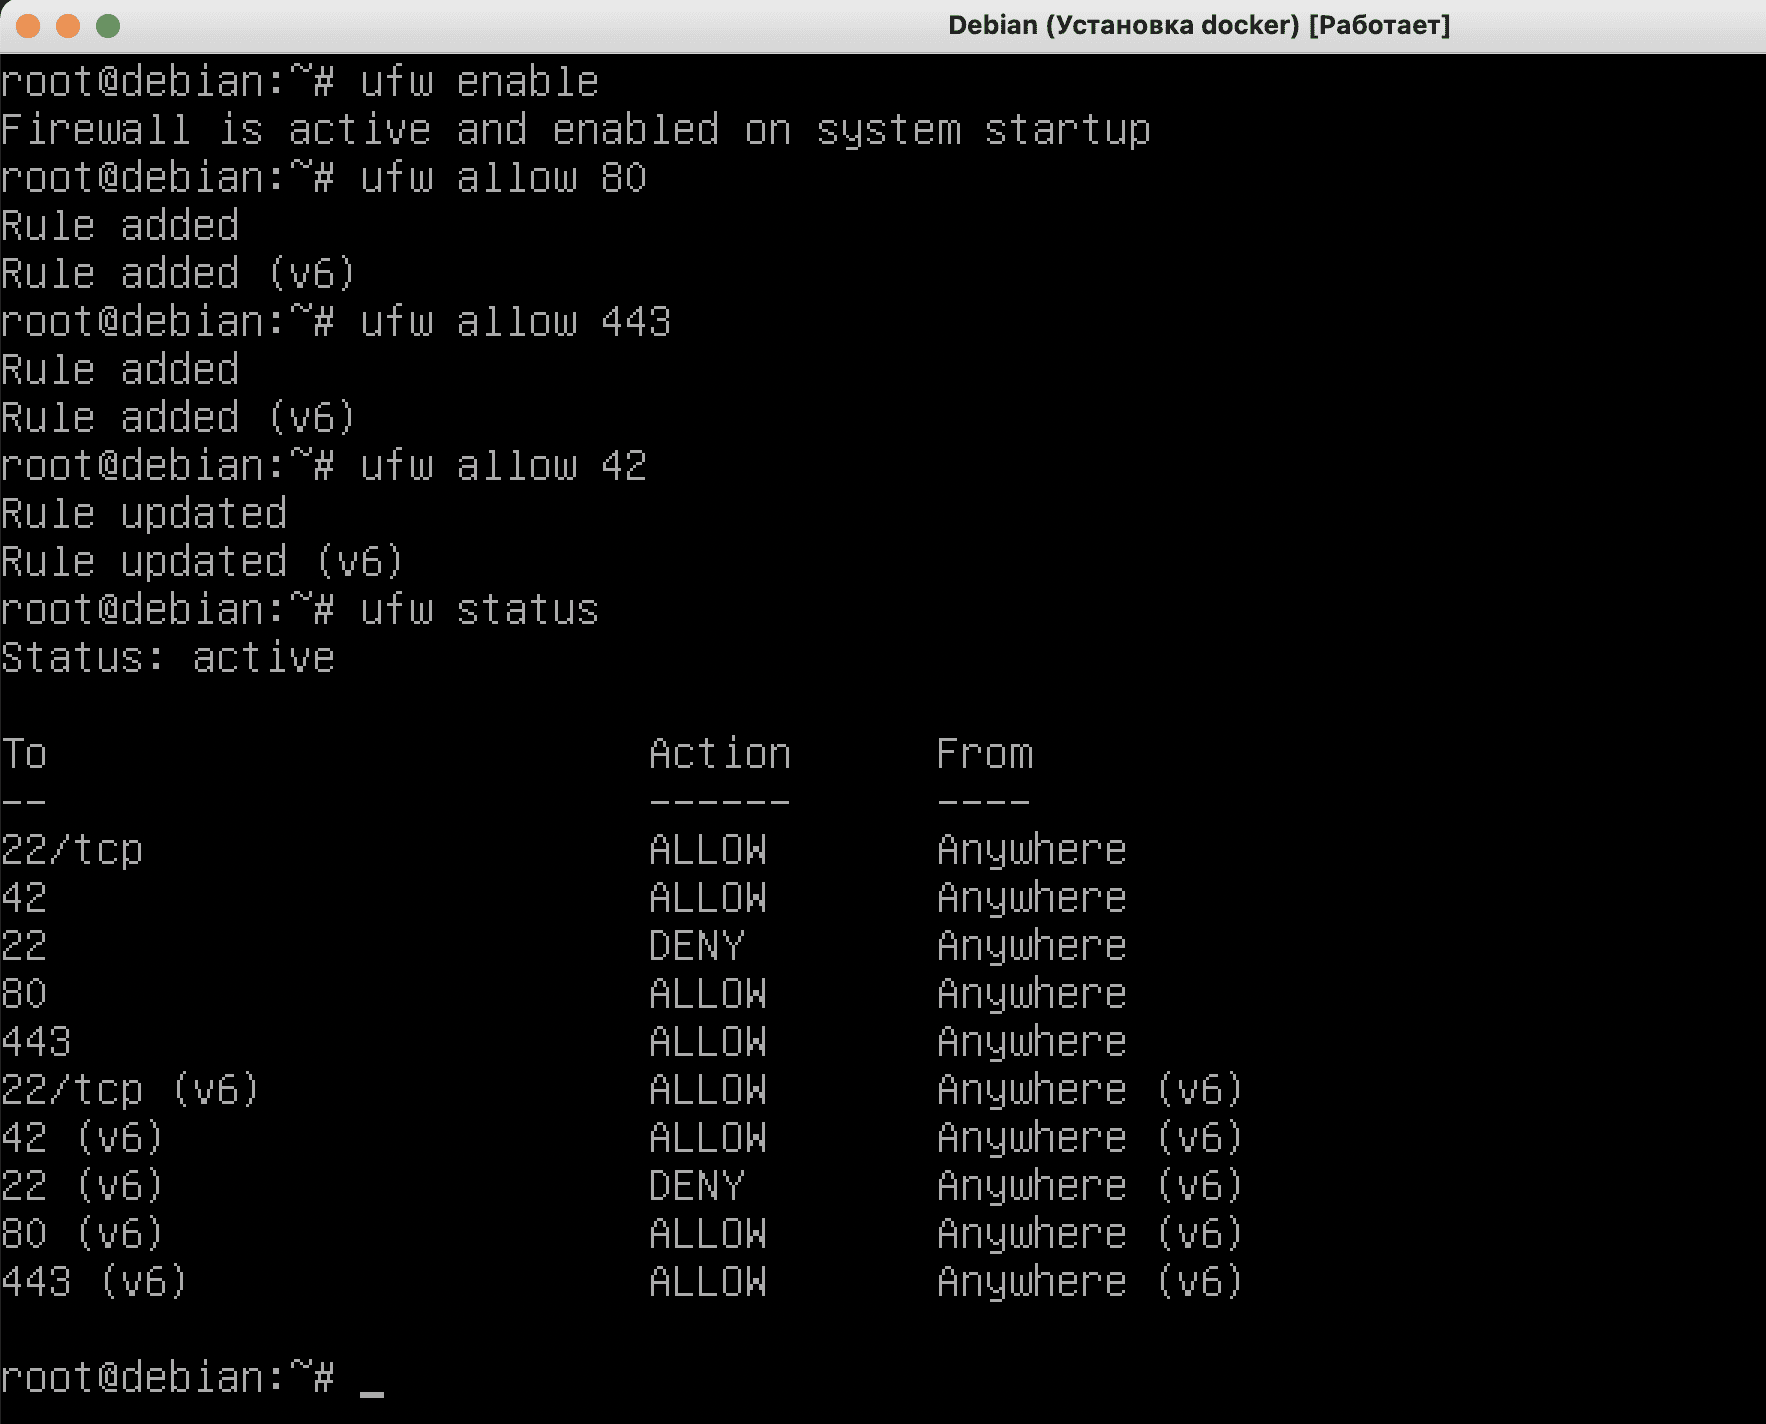 Debian (Установка docker) [Работает]
root@debian:~# ufw enable
Firewall is active and enabled on system startup
root@debian:~# ufw allow 80
Rule added
Rule added (v6)
root@debian:~# ufw allow 443
Rule added
Rule added (v6)
root@debian:~# ufw allow 42
Rule updated
Rule updated (v6)
root@debian:~# ufw status
Status: active
To Action From
-- ------ ----
22/tcp ALLOW Anywhere
42 ALLOW Anywhere
22 DENY Anywhere
80 ALLOW Anywhere
443 ALLOW Anywhere
22/tcp (v6) ALLOW Anywhere (v6)
42 (v6) ALLOW Anywhere (v6)
22 (v6) DENY Anywhere (v6)
80 (v6) ALLOW Anywhere (v6)
443 (v6) ALLOW Anywhere (v6)
root@debian:~# _